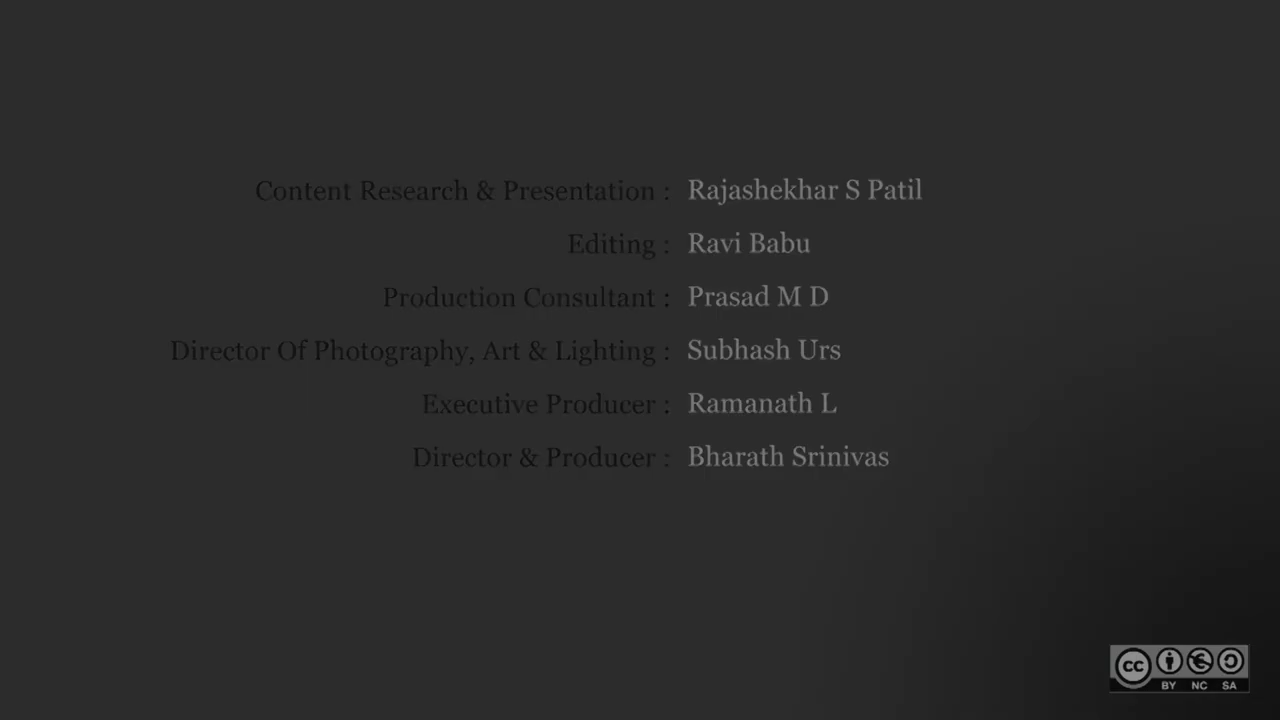 Content Research & Presentation : Rajashekhar S Patil
Editing : Ravi Babu
Production Consultant : Prasad M D
Director Of Photography, Art & Lighting : Subhash Urs
Executive Producer : Ramanath L
Director & Producer : Bharath Srinivas
cc
BY NC SA